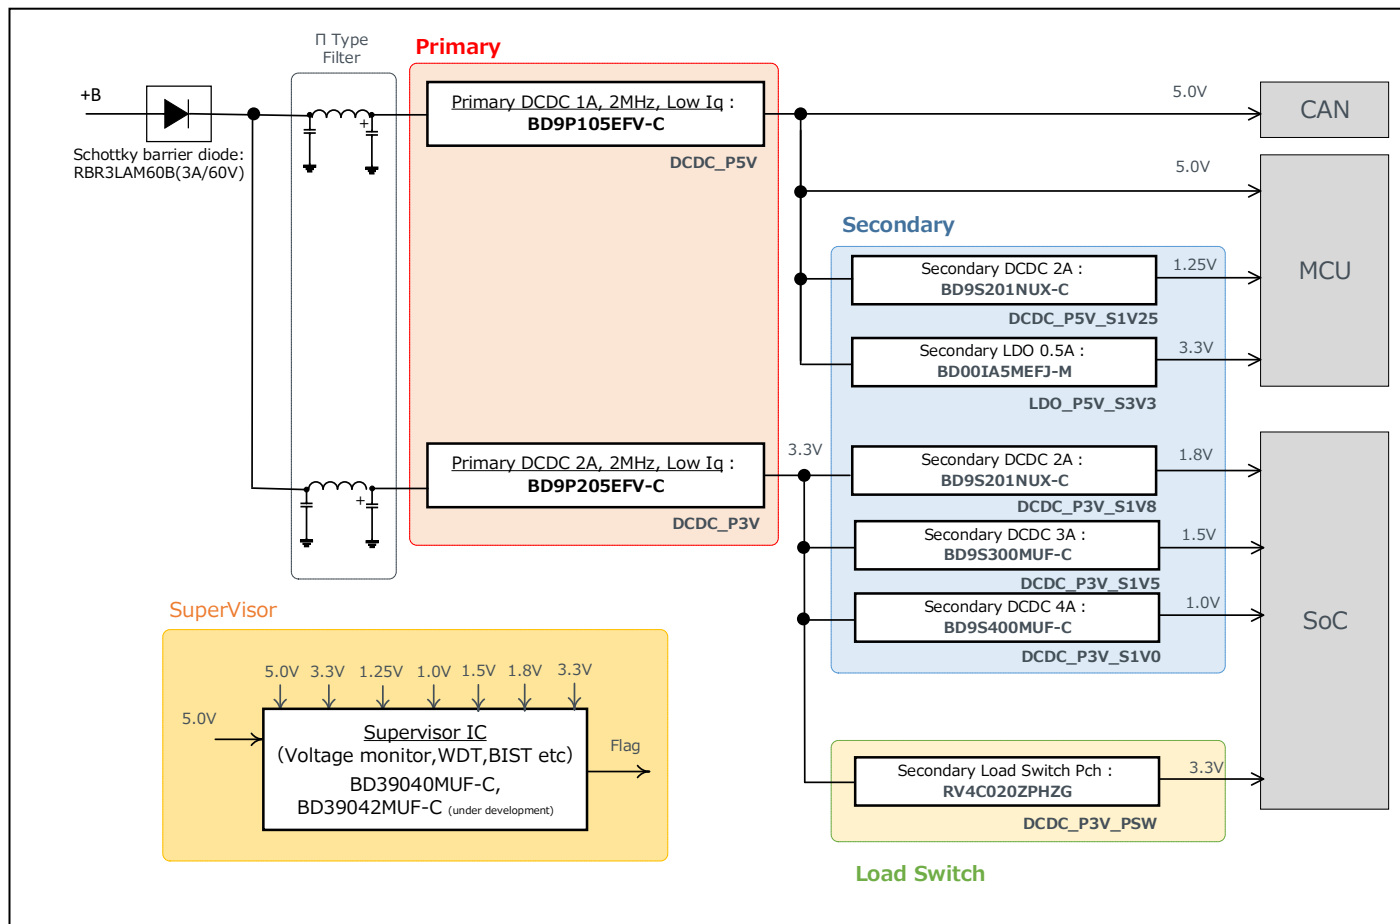 Π Type
Filter
Primary
+B
Schottky barrier diode:
RBR3LAM60B(3A/60V)
+
Primary DCDC 1A, 2MHz, Low Iq :
BD9P105EFV-C
DCDC_P5V
5.0V
CAN
5.0V
MCU
Secondary
Secondary DCDC 2A :
BD9S201NUX-C
1.25V
DCDC_P5V_S1V25
Secondary LDO 0.5A :
BD00IA5MEFJ-M
3.3V
LDO_P5V_S3V3
+
Primary DCDC 2A, 2MHz, Low Iq :
BD9P205EFV-C
DCDC_P3V
3.3V
Secondary DCDC 2A :
BD9S201NUX-C
1.8V
DCDC_P3V_S1V8
Secondary DCDC 3A :
BD9S300MUF-C
1.5V
DCDC_P3V_S1V5
Secondary DCDC 4A :
BD9S400MUF-C
1.0V
DCDC_P3V_S1V0
SoC
SuperVisor
5.0V 3.3V 1.25V 1.0V 1.5V 1.8V 3.3V
5.0V
Supervisor IC
(Voltage monitor,WDT,BIST etc)
BD39040MUF-C,
BD39042MUF-C (under development)
Flag
Secondary Load Switch Pch :
RV4C020ZPHZG
3.3V
DCDC_P3V_PSW
Load Switch